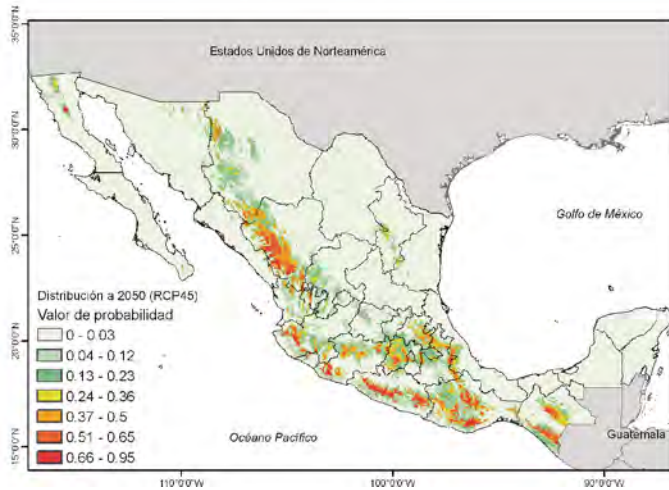 35°0'0"N
Estados Unidos de Norteamérica
30°0'0"N
Golfo de México
25°0'0"N
Distribución a 2050 (RCP45)
Valor de probabilidad
0 - 0.03
0.04 - 0.12
0.13 - 0.23
0.24 - 0.36
0.37 - 0.5
0.51 - 0.65
0.66 - 0.95
20°0'0"N
Océano Pacífico
Guatemala
15°0'0"N
110°0'0"W
100°0'0"W
90°0'0"W